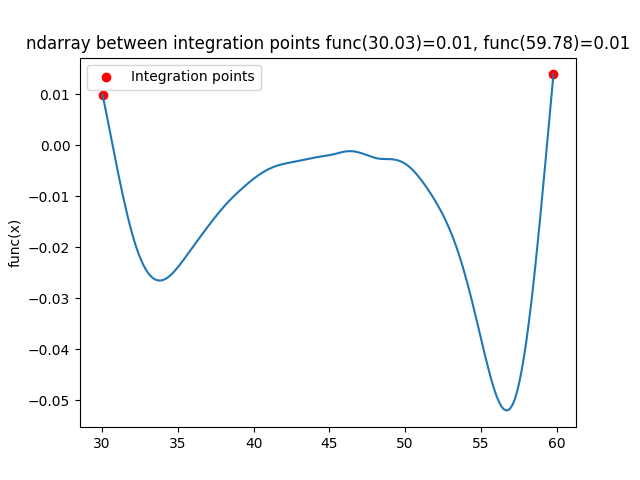 ndarray between integration points func(30.03)=0.01, func(59.78)=0.01
Integration points
0.01
0.00
−0.01
−0.02
−0.03
−0.04
−0.05
func(x)
30 35 40 45 50 55 60